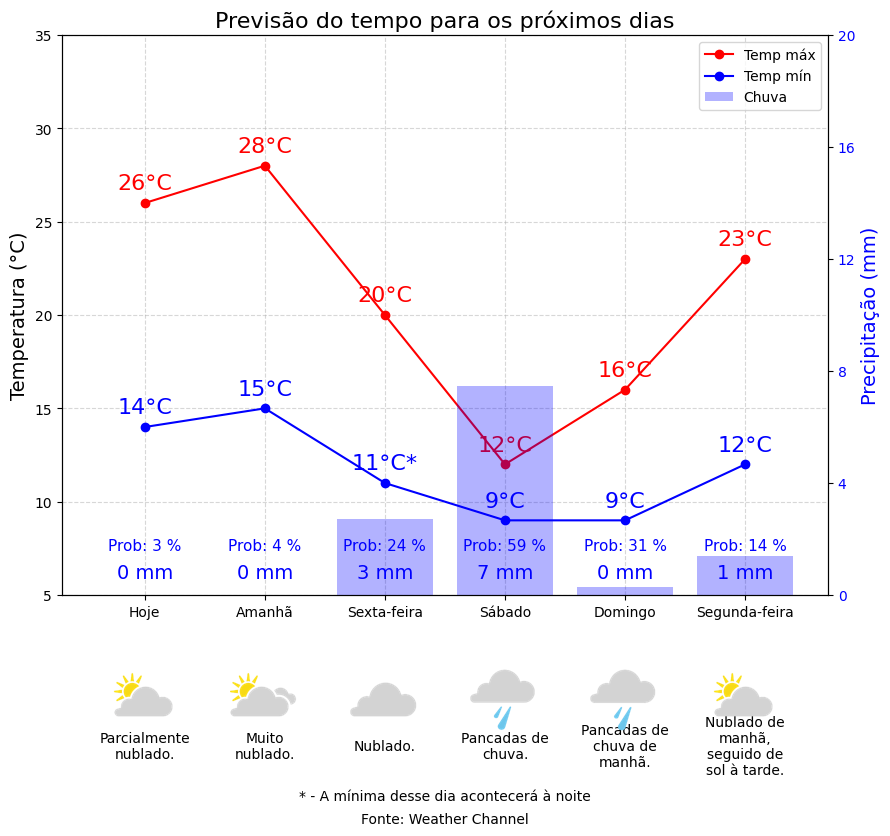 Previsão do tempo para os próximos dias
Temp máx
Temp mín
Chuva
Temperatura (°C)
Precipitação (mm)
35
30
25
20
15
10
5
20
16
12
8
4
0
26°C
28°C
20°C
12°C
16°C
23°C
14°C
15°C
11°C*
9°C
9°C
12°C
Prob: 3 %
Prob: 4 %
Prob: 24 %
Prob: 59 %
Prob: 31 %
Prob: 14 %
0 mm
0 mm
3 mm
7 mm
0 mm
1 mm
Hoje
Amanhã
Sexta-feira
Sábado
Domingo
Segunda-feira
Parcialmente
nublado.
Muito
nublado.
Nublado.
Pancadas de
chuva.
Pancadas de
chuva de
manhã.
Nublado de
manhã,
seguido de
sol à tarde.
* - A mínima desse dia acontecerá à noite
Fonte: Weather Channel